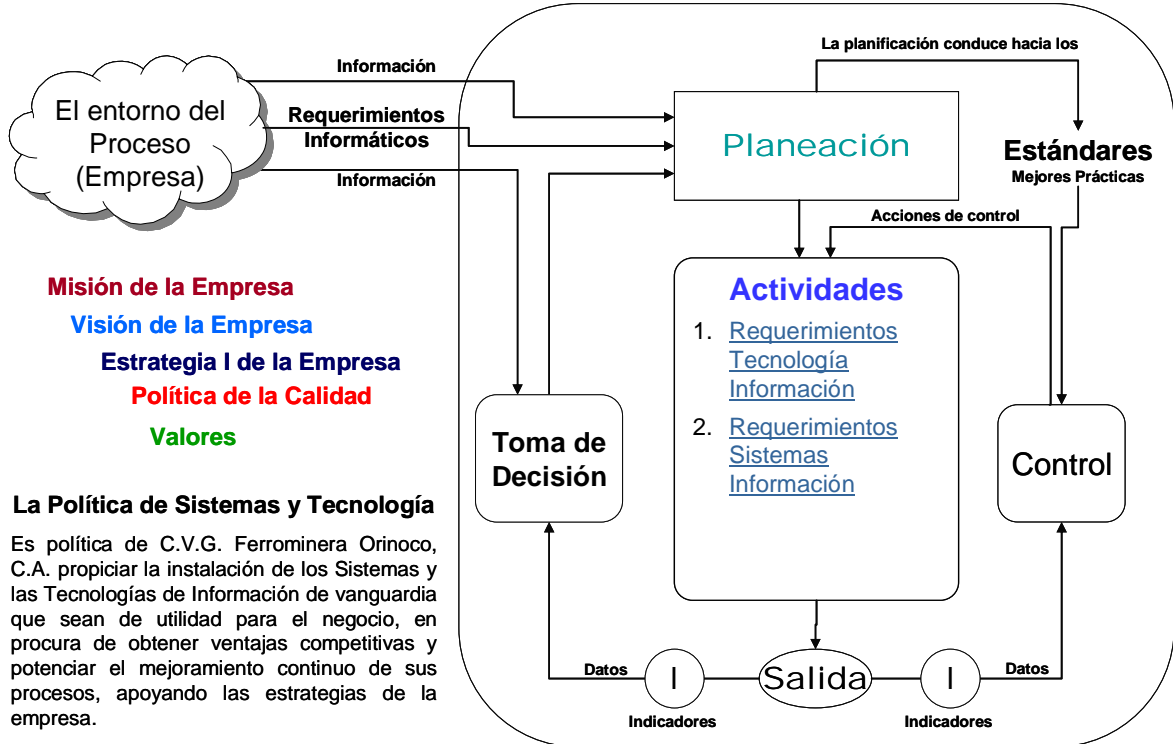 La planificación conduce hacia los
Información
El entorno del
Proceso
(Empresa)
Requerimientos
Informáticos
Información
Planeación
Estándares
Mejores Prácticas
Acciones de control
Misión de la Empresa
Visión de la Empresa
Estrategia I de la Empresa
Política de la Calidad
Valores
Actividades
1. Requerimientos
Tecnología
Información
2. Requerimientos
Sistemas
Información
Toma de
Decisión
Control
La Política de Sistemas y Tecnología
Es política de C.V.G. Ferrominera Orinoco,
C.A. propiciar la instalación de los Sistemas y
las Tecnologías de Información de vanguardia
que sean de utilidad para el negocio, en
procura de obtener ventajas competitivas y
potenciar el mejoramiento continuo de sus
procesos, apoyando las estrategias de la
empresa.
Datos
I
Salida
I
Datos
Indicadores
Indicadores